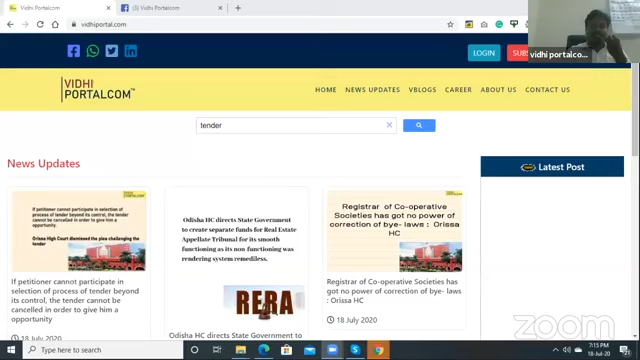 Vidhi Portalcom
(3) Vidhi Portalcom
vidhiportal.com
LOGIN
SUBS
vidhi portalco...
VIDHI
PORTALCOM™
HOME
NEWS UPDATES
VBLOGS
CAREER
ABOUT US
CONTACT US
tender
News Updates
Latest Post
If petitioner cannot participate in selection of process of tender beyond its control, the tender cannot be cancelled in order to give him a opportunity.
Orissa High Court dismissed the plea challenging the tender
If petitioner cannot participate in
selection of process of tender beyond
its control, the tender cannot be
cancelled in order to give him a
opportunity
18 July 2020
Odisha HC directs State Government
to create separate funds for Real Estate
Appellate Tribunal for its smooth
functioning as its non functioning was
rendering system remediless.
RERA
Odisha HC directs State Government to
Registrar of Co-operative
Societies has got no power of
correction of bye- laws : Orissa
HC
Registrar of Co-operative Societies has
got no power of correction of bye- laws
: Orissa HC
18 July 2020
zoom
Type here to search
7:15 PM
18-Jul-20